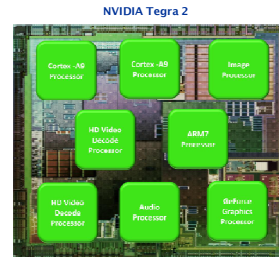 NVIDIA Tegra 2
Cortex -A9
Processor
Cortex -A9
Processor
Image
Processor
HD Video
Decode
Processor
ARM7
Processor
HD Video
Decode
Processor
Audio
Processor
GeForce
Graphics
Processor